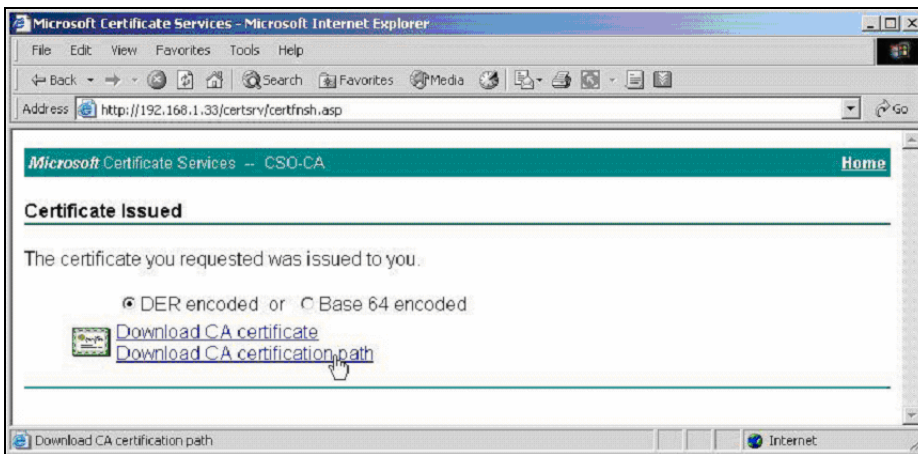 Microsoft Certificate Services - Microsoft Internet Explorer
File Edit View Favorites Tools Help
Back Search Favorites Media
Address http://192.168.1.33/certsrv/certfnsh.asp Go
Microsoft Certificate Services -- CSO-CA Home
Certificate Issued
The certificate you requested was issued to you.
DER encoded or Base 64 encoded
Download CA certificate
Download CA certification path
Download CA certification path Internet